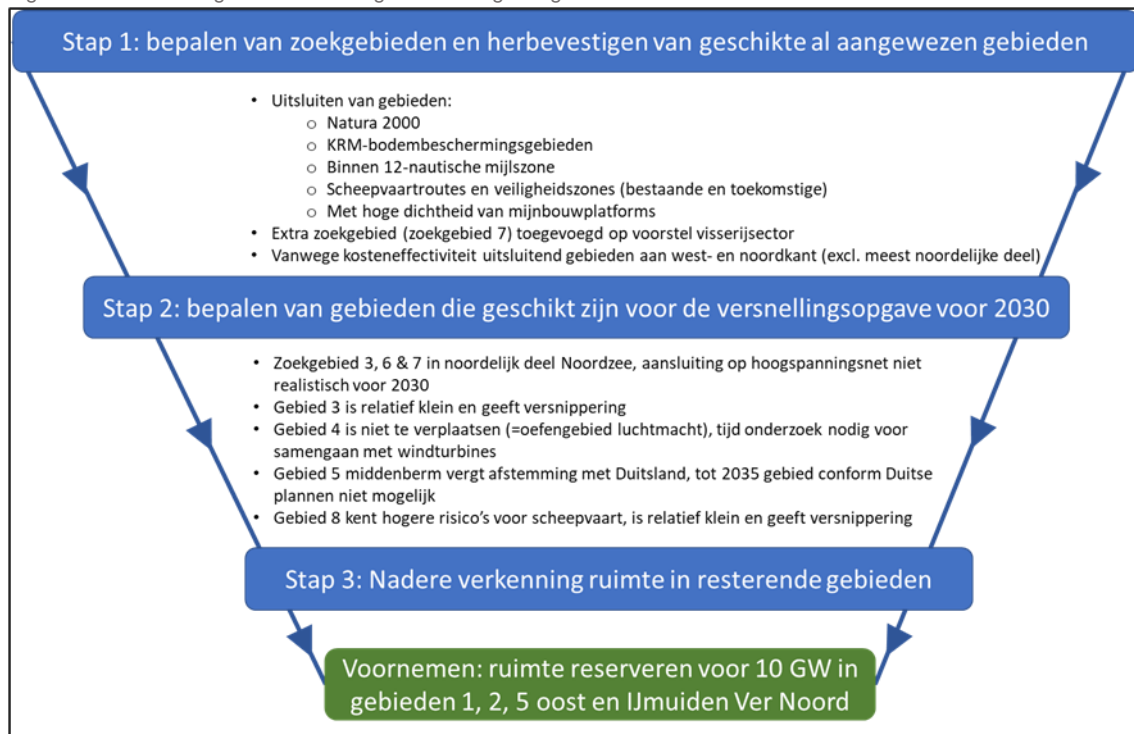 Stap 1: bepalen van zoekgebieden en herbevestigen van geschikte al aangewezen gebieden
• Uitsluiten van gebieden:
o Natura 2000
o KRM-bodembeschermingsgebieden
o Binnen 12-nautische mijlszone
o Scheepvaartroutes en veiligheidszones (bestaande en toekomstige)
o Met hoge dichtheid van mijnbouwplatforms
• Extra zoekgebied (zoekgebied 7) toegevoegd op voorstel visserijsector
• Vanwege kosteneffectiviteit uitsluitend gebieden aan west- en noordkant (excl. meest noordelijke deel)
Stap 2: bepalen van gebieden die geschikt zijn voor de versnellingsopgave voor 2030
• Zoekgebied 3, 6 & 7 in noordelijk deel Noordzee, aansluiting op hoogspanningsnet niet
realistisch voor 2030
• Gebied 3 is relatief klein en geeft versnippering
• Gebied 4 is niet te verplaatsen (=oefengebied luchtmacht), tijd onderzoek nodig voor
samengaan met windturbines
• Gebied 5 middenberm vergt afstemming met Duitsland, tot 2035 gebied conform Duitse
plannen niet mogelijk
• Gebied 8 kent hogere risico's voor scheepvaart, is relatief klein en geeft versnippering
Stap 3: Nadere verkenning ruimte in resterende gebieden
Voornemen: ruimte reserveren voor 10 GW in
gebieden 1, 2, 5 oost en IJmuiden Ver Noord